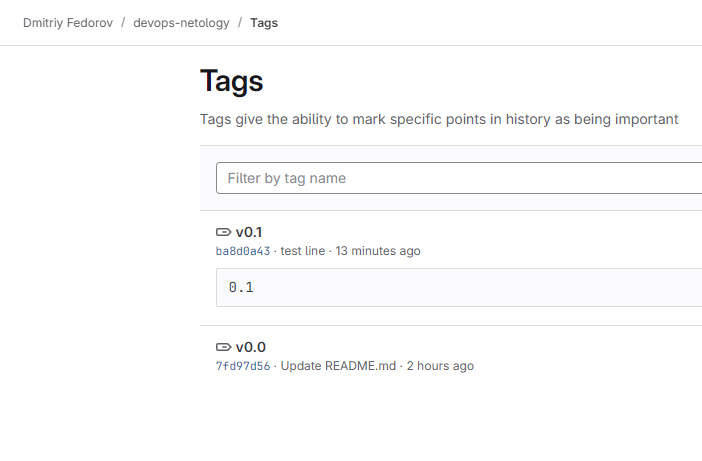 Dmitriy Fedorov / devops-netology / Tags
Tags
Tags give the ability to mark specific points in history as being important
Filter by tag name
v0.1
ba8d0a43 · test line · 13 minutes ago
0.1
v0.0
7fd97d56 · Update README.md · 2 hours ago